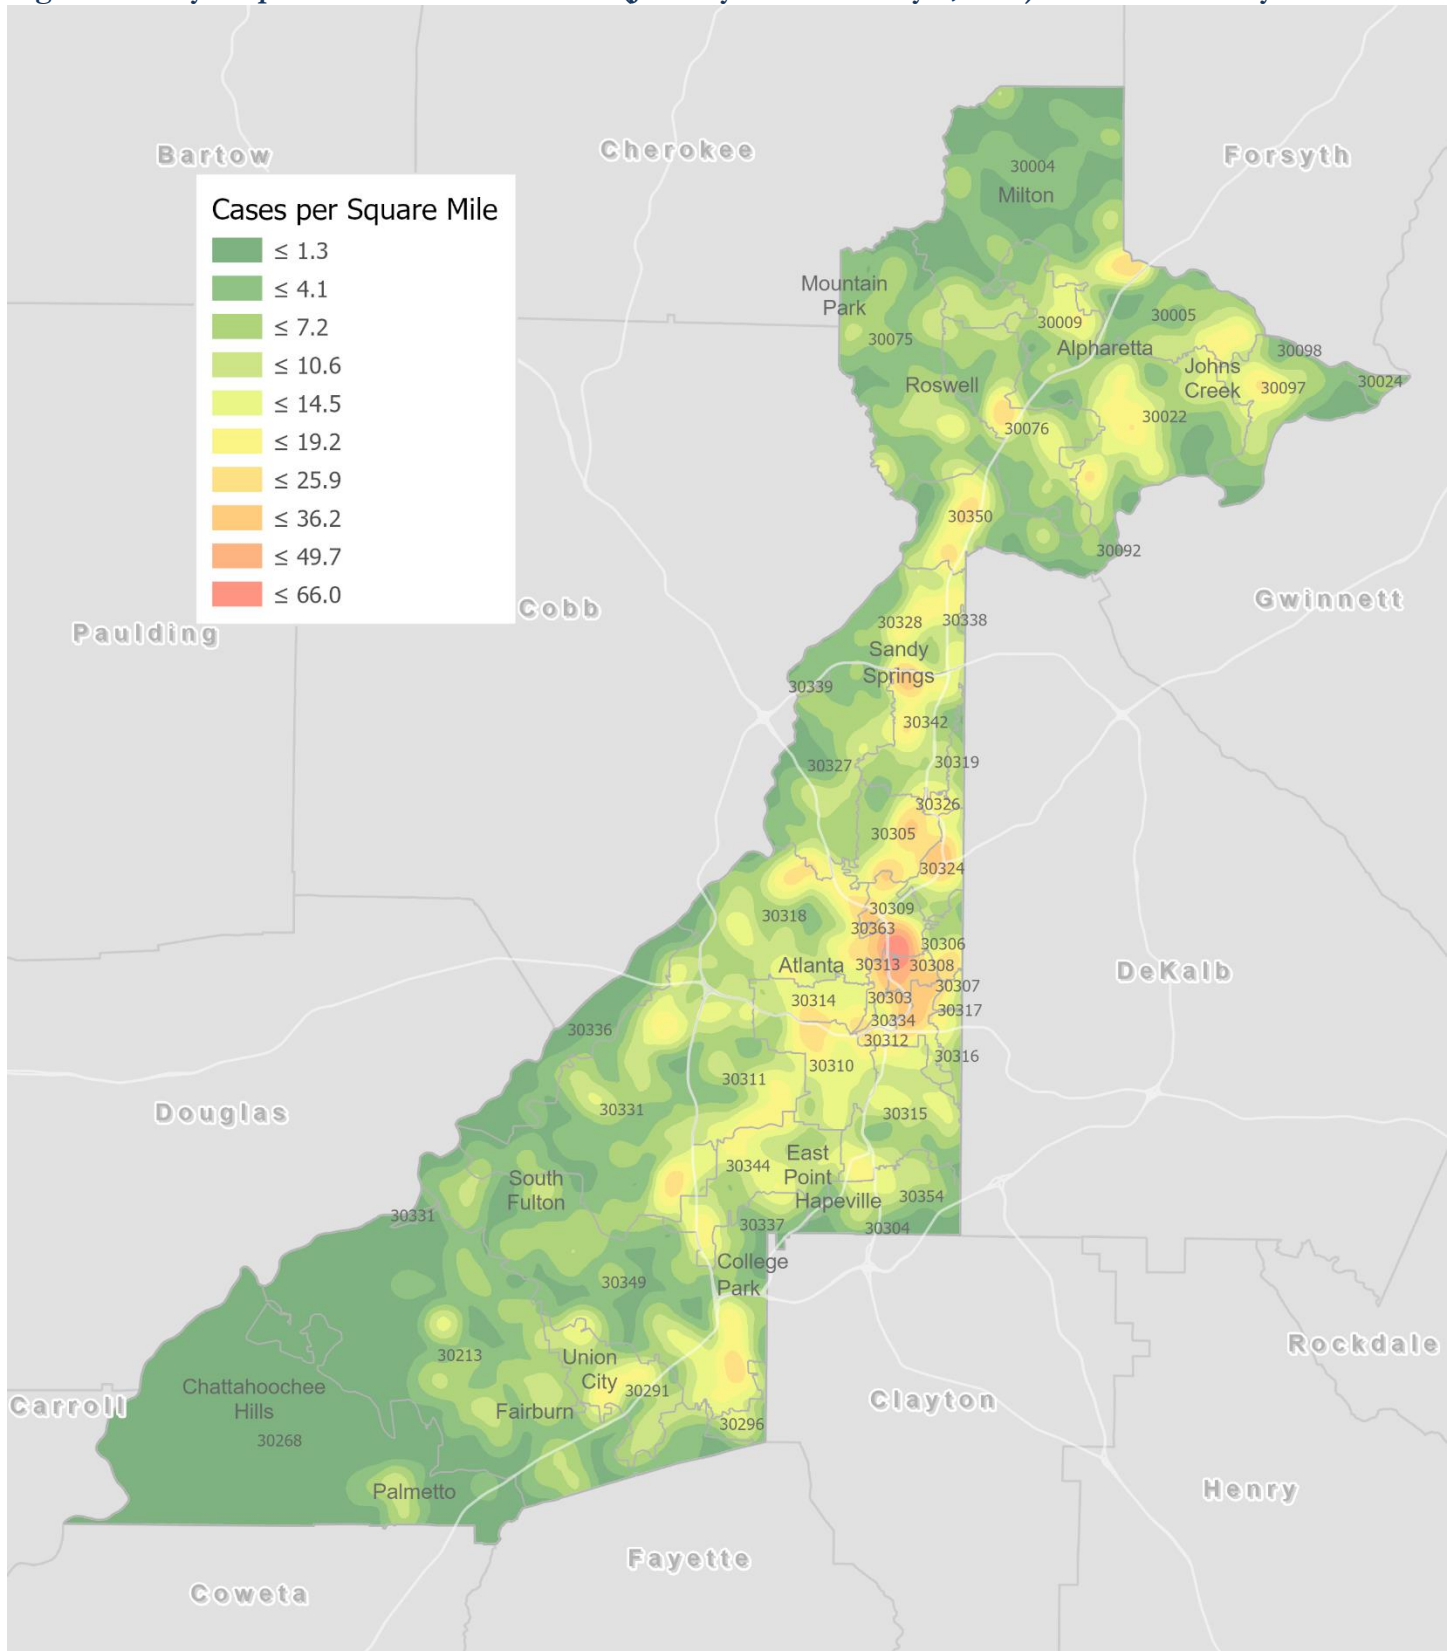 Bartow
Cherokee
Forsyth
Cases per Square Mile
≤ 1.3
≤ 4.1
≤ 7.2
≤ 10.6
≤ 14.5
≤ 19.2
≤ 25.9
≤ 36.2
≤ 49.7
≤ 66.0
30004
Milton
Mountain
Park
30075
30009
Alpharetta
30005
30098
Johns
Creek
30097
30024
Roswell
30076
30022
30350
30092
Cobb
Paulding
Gwinnett
30328
30338
Sandy
Springs
30339
30342
30327
30319
30326
30305
30324
30318
30309
30363
30306
Atlanta
30313
30308
DeKalb
30307
30314
30303
30317
30334
30336
30312
30316
30310
30311
30331
30315
Douglas
East
Point
30344
South
Fulton
Hapeville
30354
30331
30337
30304
College
Park
30349
Rockdale
30213
Union
City
30291
Chattahoochee
Hills
Carroll
Fairburn
Clayton
30296
30268
Palmetto
Henry
Fayette
Coweta